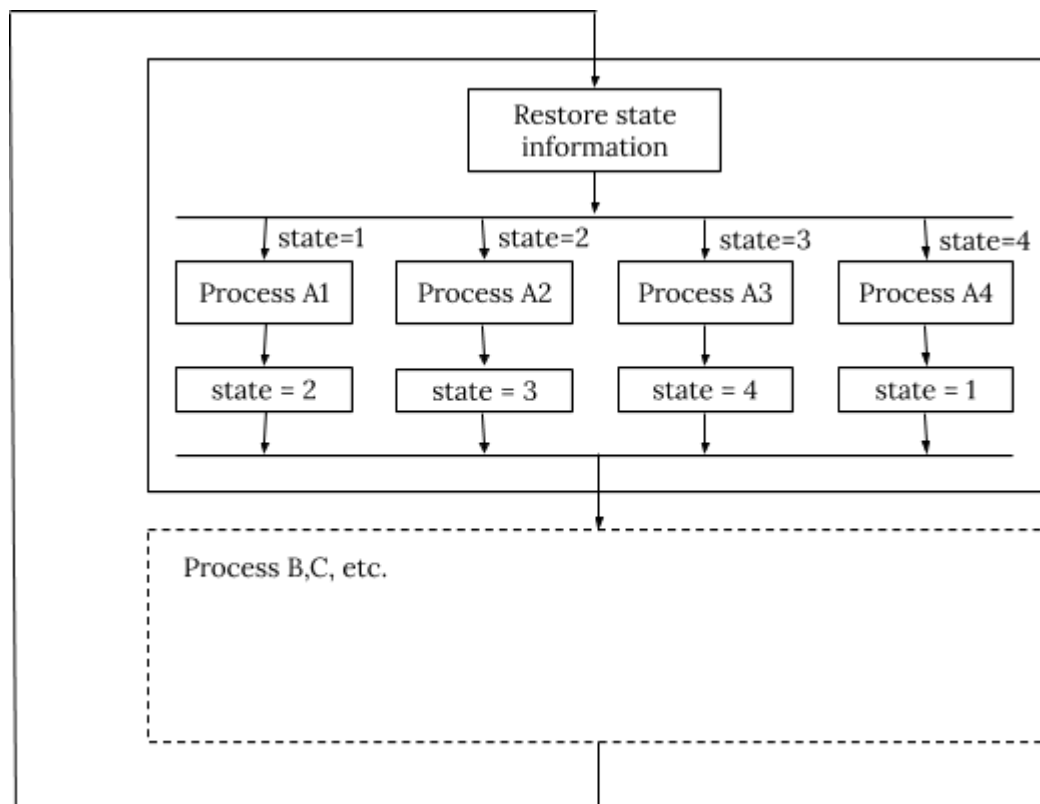 Restore state
information
state=1
state=2
state=3
state=4
Process A1
Process A2
Process A3
Process A4
state = 2
state = 3
state = 4
state = 1
Process B,C, etc.